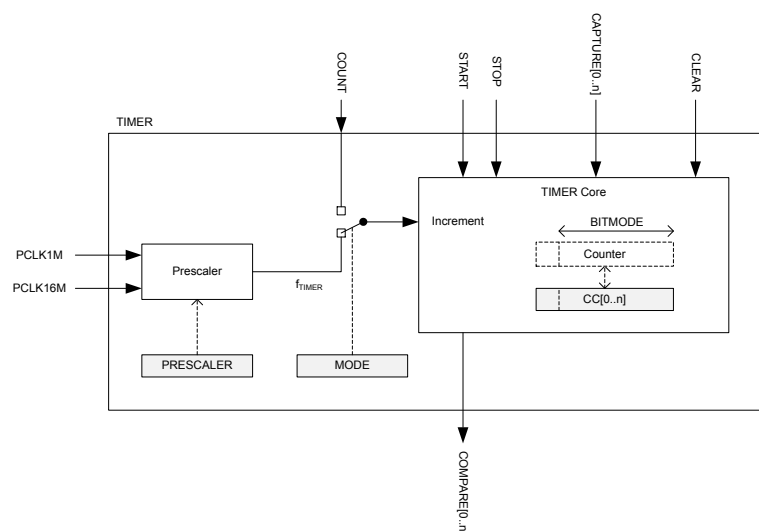 COUNT
START
STOP
CAPTURE[0..n]
CLEAR
TIMER
TIMER Core
Increment
BITMODE
Counter
CC[0..n]
PCLK1M
PCLK16M
Prescaler
fTIMER
PRESCALER
MODE
COMPARE[0..n